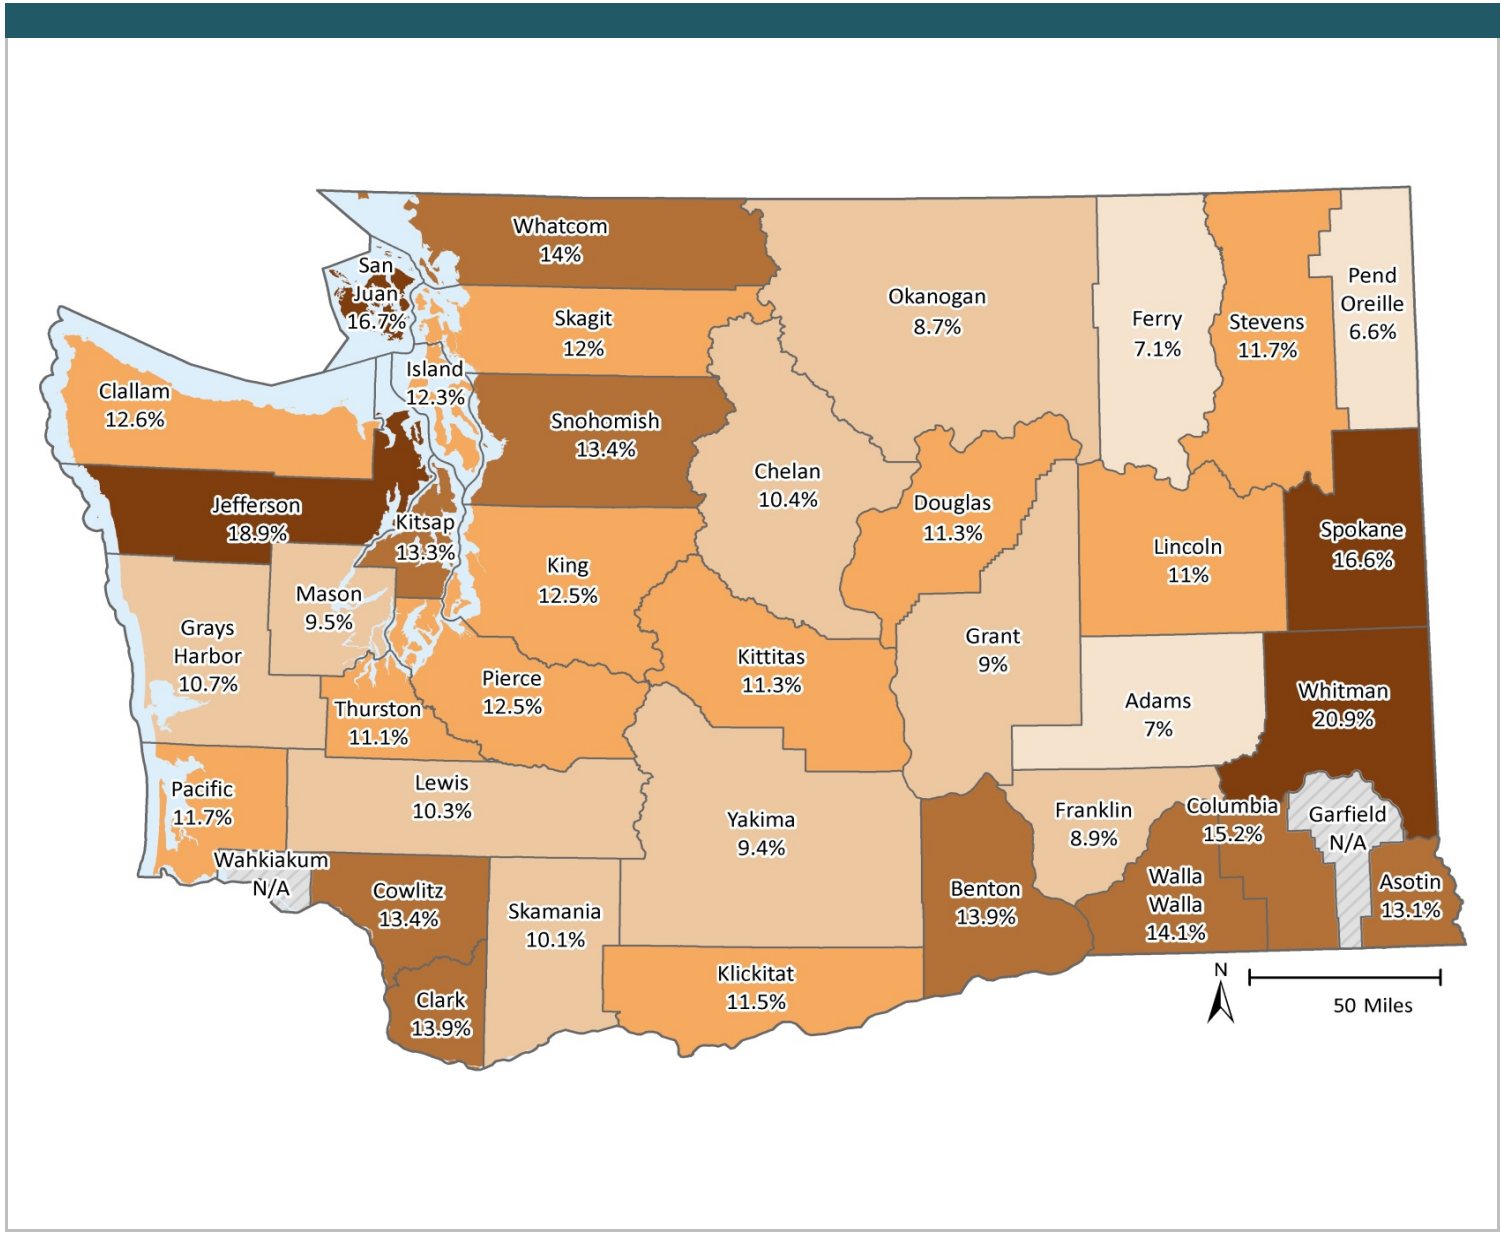 Whatcom
14%
San
Juan
16.7%
Skagit
12%
Okanogan
8.7%
Ferry
7.1%
Stevens
11.7%
Pend
Oreille
6.6%
Clallam
12.6%
Island
12.3%
Snohomish
13.4%
Chelan
10.4%
Douglas
11.3%
Jefferson
18.9%
Kitsap
13.3%
King
12.5%
Lincoln
11%
Spokane
16.6%
Mason
9.5%
Grays
Harbor
10.7%
Grant
9%
Kittitas
11.3%
Pierce
12.5%
Thurston
11.1%
Adams
7%
Whitman
20.9%
Pacific
11.7%
Lewis
10.3%
Yakima
9.4%
Franklin
8.9%
Columbia
15.2%
Garfield
N/A
Wahkiakum
N/A
Cowlitz
13.4%
Skamania
10.1%
Benton
13.9%
Walla
Walla
14.1%
Asotin
13.1%
Clark
13.9%
Klickitat
11.5%
N
50 Miles